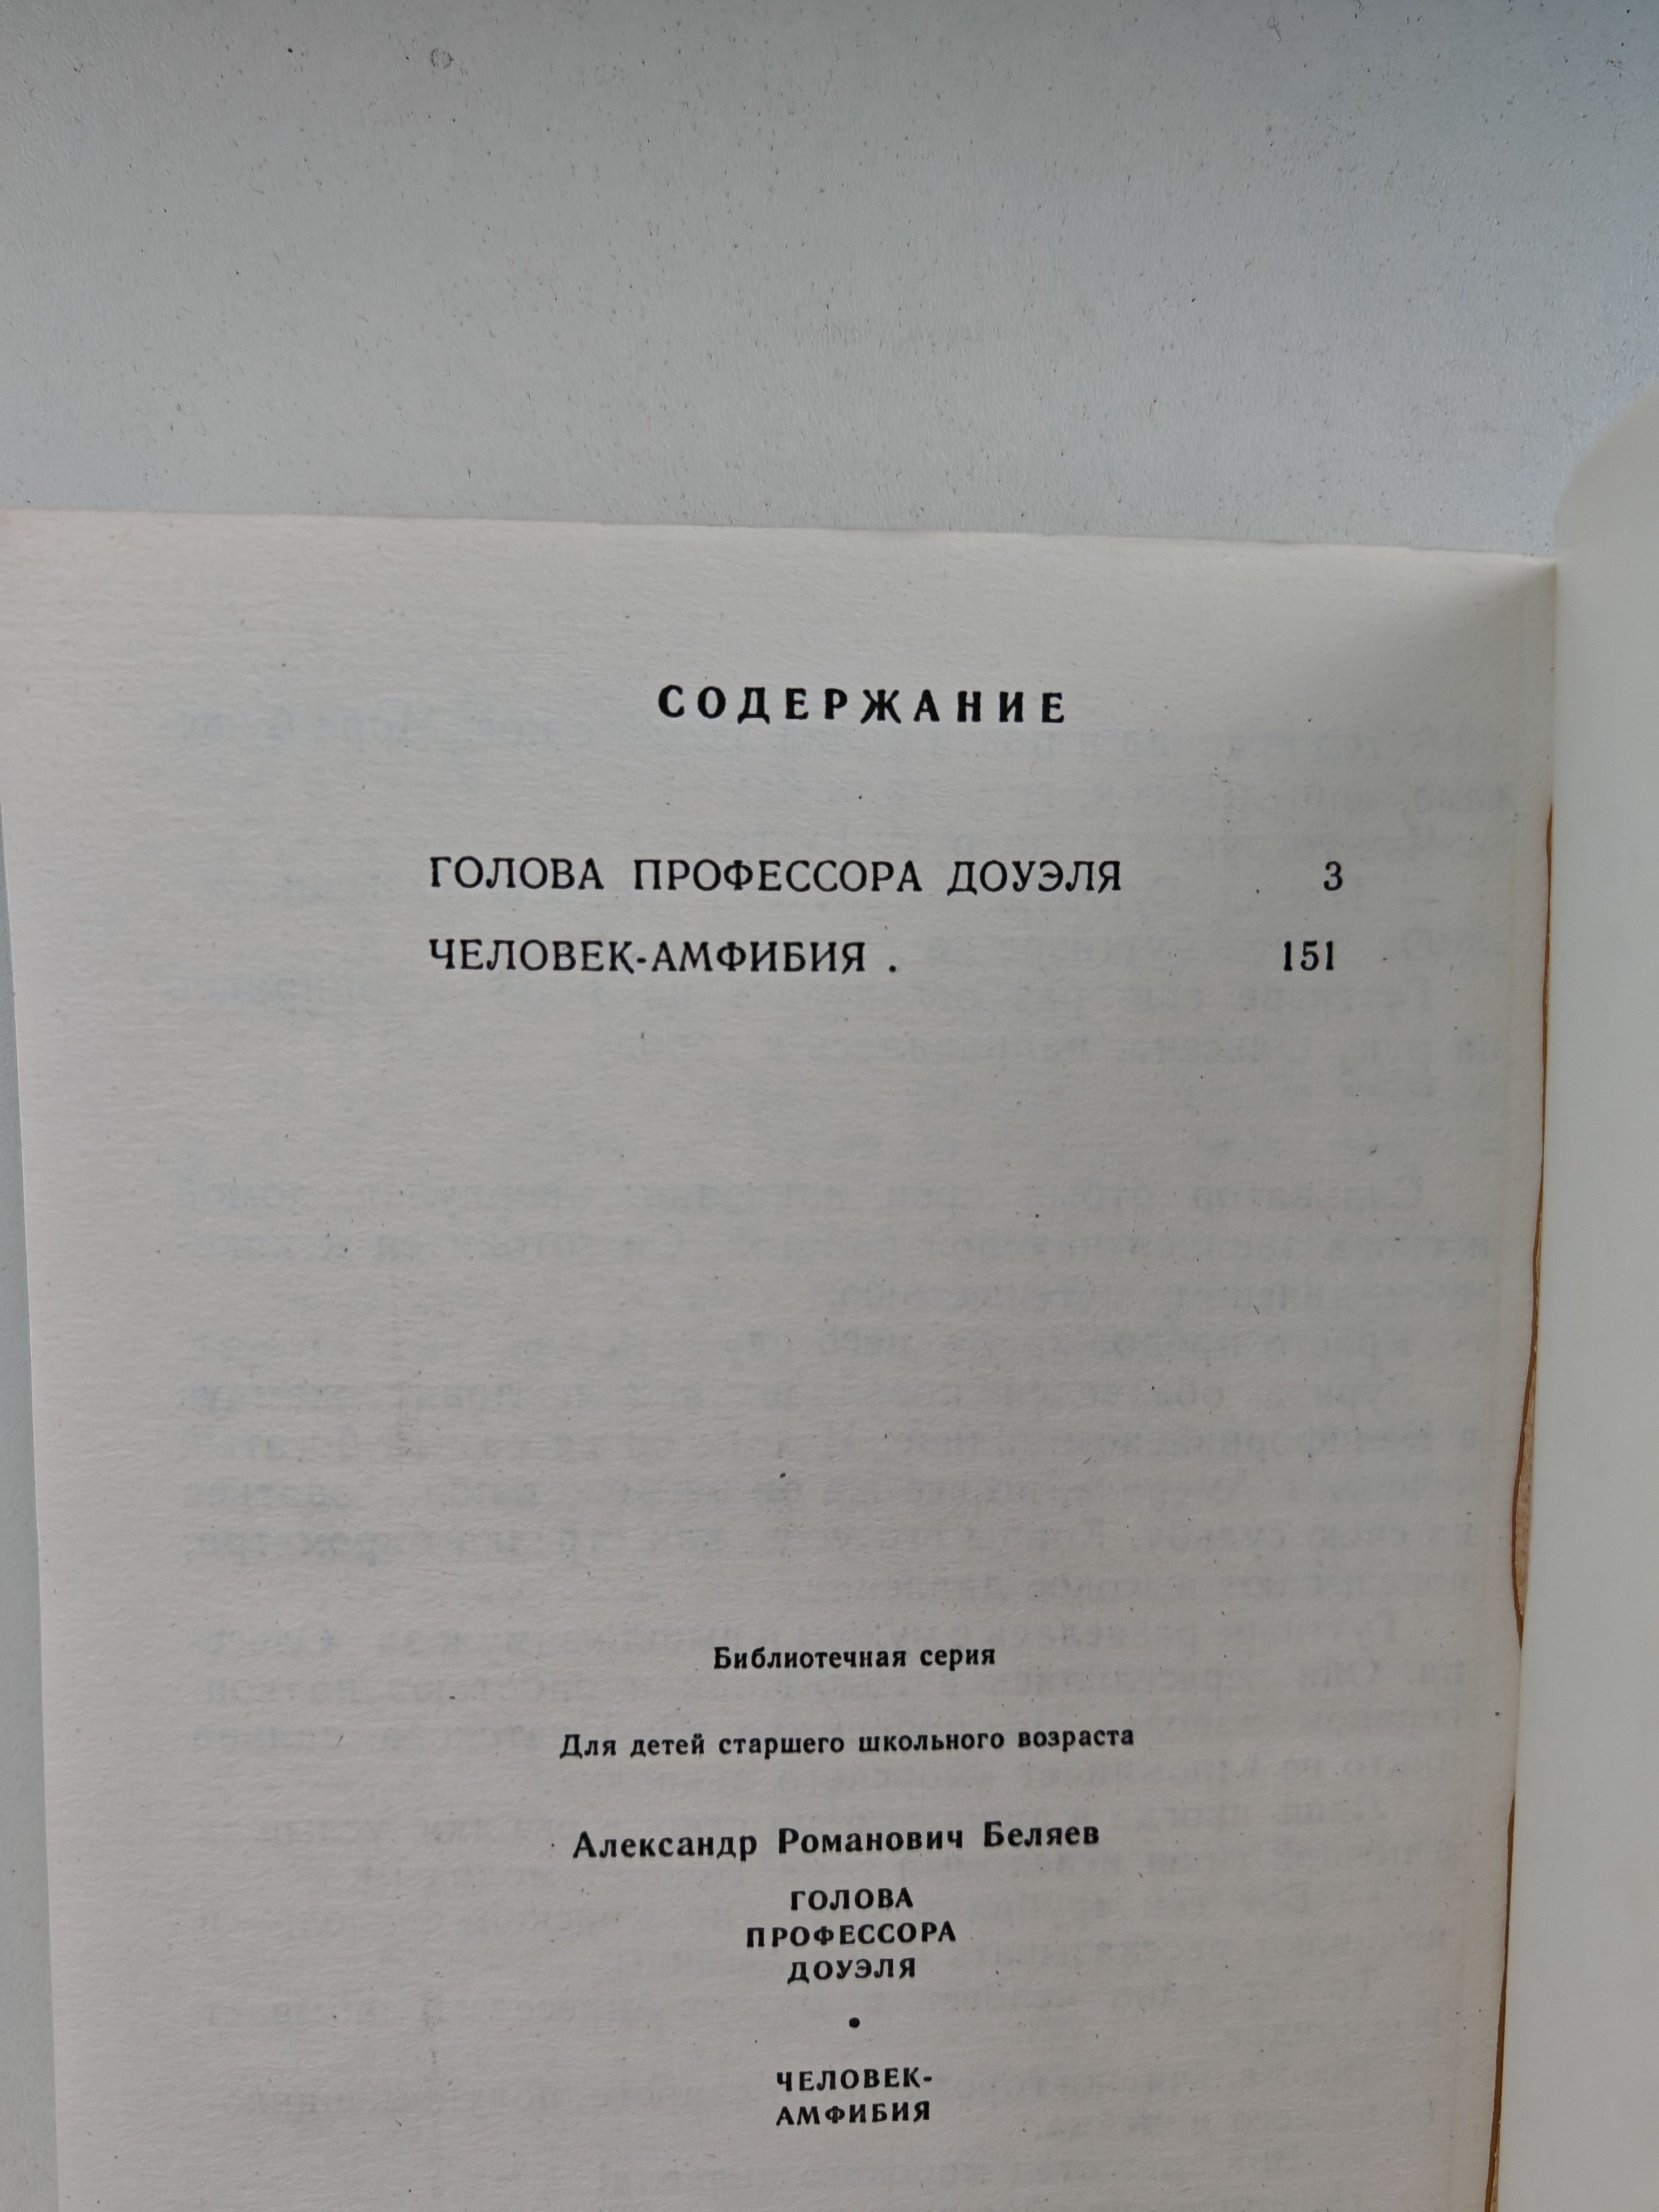 СОДЕРЖАНИЕ
ГОЛОВА ПРОФЕССОРА ДОУЭЛЯ . 3
ЧЕЛОВЕК-АМФИБИЯ . 151
Библиотечная серия
Для детей старшего школьного возраста
Александр Романович Беляев
ГОЛОВА
ПРОФЕССОРА
ДОУЭЛЯ
•
ЧЕЛОВЕК-
АМФИБИЯ